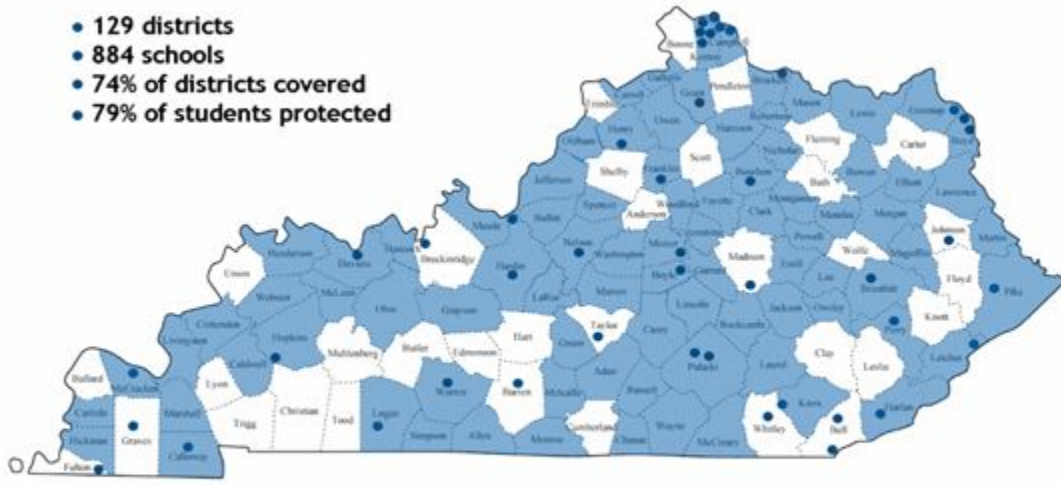 129 districts
884 schools
74% of districts covered
79% of students protected
Boone
Campbell
Kenton
Gallatin
Pendleton
Grant
Bracken
Trimble
Owen
Mason
Lewis
Greenup
Robertson
Boyd
Henry
Harrison
Fleming
Carter
Oldham
Scott
Nicholas
Shelby
Franklin
Bourbon
Bath
Rowan
Elliott
Jefferson
Lawrence
Spencer
Anderson
Woodford
Fayette
Montgomery
Clark
Menifee
Morgan
Johnson
Martin
Meade
Bullitt
Nelson
Washington
Mercer
Madison
Powell
Wolfe
Magoffin
Floyd
Henderson
Daviess
Hancock
Breckinridge
Hardin
Boyle
Garrard
Estill
Lee
Breathitt
Pike
Union
Webster
McLean
Ohio
Grayson
LaRue
Marion
Lincoln
Rockcastle
Jackson
Owsley
Knott
Perry
Crittenden
Livingston
Hopkins
Muhlenberg
Butler
Edmonson
Hart
Green
Taylor
Casey
Pulaski
Laurel
Clay
Leslie
Letcher
Ballard
McCracken
Caldwell
Lyon
Warren
Barren
Metcalfe
Adair
Russell
Knox
Harlan
Carlisle
Marshall
Trigg
Christian
Todd
Logan
Hickman
Graves
Calloway
Simpson
Allen
Monroe
Cumberland
Clinton
Wayne
McCreary
Whitley
Bell
Fulton